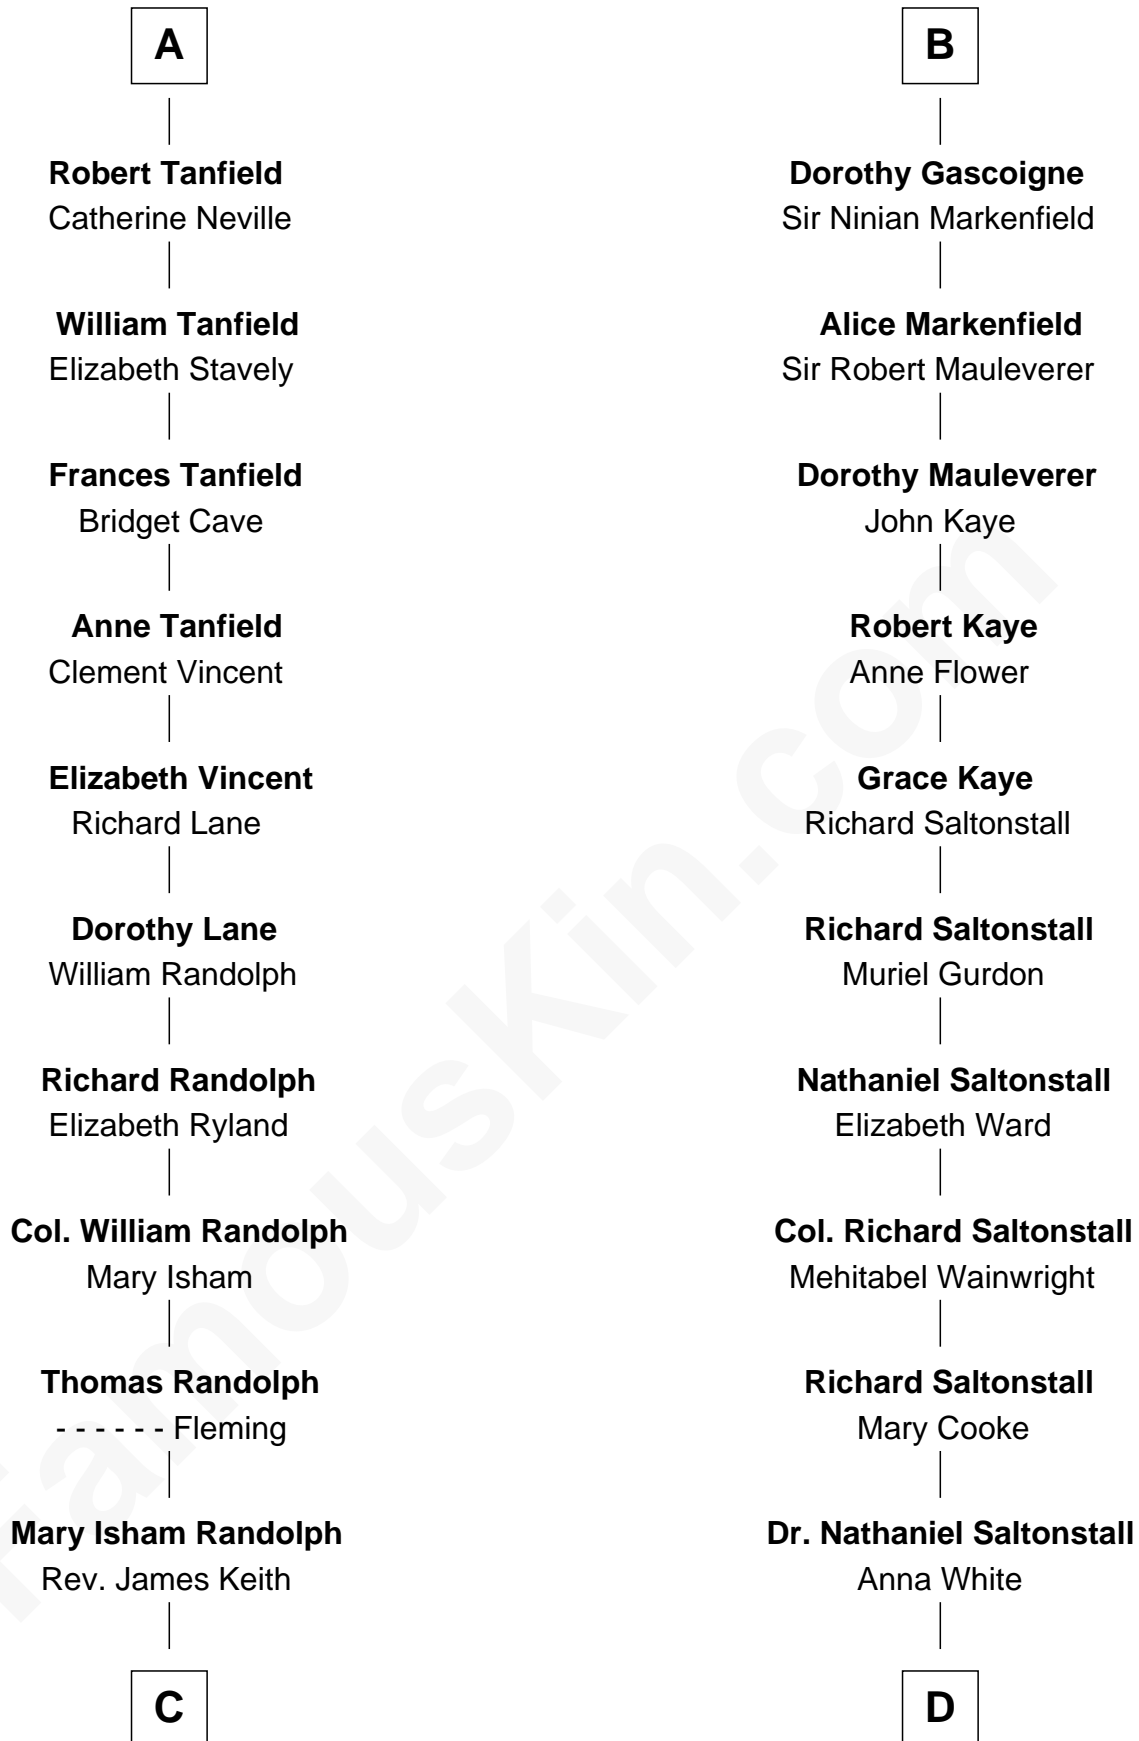 A
Robert Tanfield
Catherine Neville
William Tanfield
Elizabeth Stavely
Frances Tanfield
Bridget Cave
Anne Tanfield
Clement Vincent
Elizabeth Vincent
Richard Lane
Dorothy Lane
William Randolph
Richard Randolph
Elizabeth Ryland
Col. William Randolph
Mary Isham
Thomas Randolph
- - - - - - Fleming
Mary Isham Randolph
Rev. James Keith
C
B
Dorothy Gascoigne
Sir Ninian Markenfield
Alice Markenfield
Sir Robert Mauleverer
Dorothy Mauleverer
John Kaye
Robert Kaye
Anne Flower
Grace Kaye
Richard Saltonstall
Richard Saltonstall
Muriel Gurdon
Nathaniel Saltonstall
Elizabeth Ward
Col. Richard Saltonstall
Mehitabel Wainwright
Richard Saltonstall
Mary Cooke
Dr. Nathaniel Saltonstall
Anna White
D
FamousKin.com